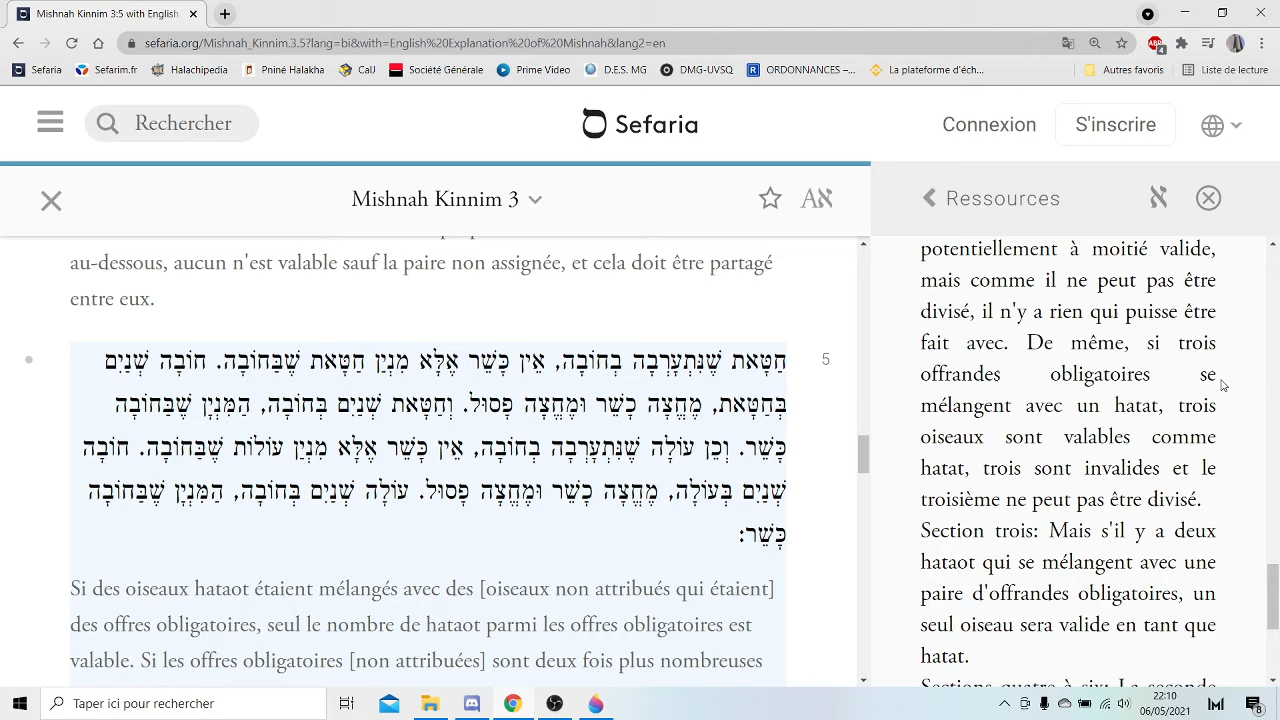 Mishnah Kinnim 3:5 with English
sefaria.org/Mishnah_Kinnim.3.5?lang=bi&with=English%20Explanation%20of%20Mishnah&lang2=en
4
Sefaria
Sefarim
Halachipedia
Pniné Halakha
CalJ
Société Générale
Prime Video
D.E.S. MG
DMG-UVSQ
ORDONNANCE –...
La plateforme d'éch...
Autres favoris
Liste de lecture
Rechercher
Sefaria
Connexion
S'inscrire
Mishnah Kinnim 3
Ressources
au-dessous, aucun n'est valable sauf la paire non assignée, et cela doit être partagé
entre eux.
5
חַטָּאת שֶׁנִּתְעָרְבָה בְחוֹבָה, אֵין כָּשֵׁר אֶלָּא מִנְיַן חַטָּאת שֶׁבַּחוֹבָה. חוֹבָה שְׁנַיִם
בְּחַטָּאת, מֶחֱצָה כָשֵׁר וּמֶחֱצָה פָסוּל. וְחַטָּאת שְׁנַיִם בְּחוֹבָה, הַמִּנְיָן שֶׁבַּחוֹבָה
כָּשֵׁר. וְכֵן עוֹלָה שֶׁנִּתְעָרְבָה בְחוֹבָה, אֵין כָּשֵׁר אֶלָּא מִנְיַן עוֹלוֹת שֶׁבַּחוֹבָה. חוֹבָה
שְׁנַיִם בְּעוֹלָה, מֶחֱצָה כָשֵׁר וּמֶחֱצָה פָסוּל. עוֹלָה שְׁנַיִם בְּחוֹבָה, הַמִּנְיָן שֶׁבַּחוֹבָה
כָּשֵׁר:
Si des oiseaux hataot étaient mélangés avec des [oiseaux non attribués qui étaient]
des offres obligatoires, seul le nombre de hataot parmi les offres obligatoires est
valable. Si les offres obligatoires [non attribuées] sont deux fois plus nombreuses
potentiellement à moitié valide,
mais comme il ne peut pas être
divisé, il n'y a rien qui puisse être
fait avec. De même, si trois
offrandes obligatoires se
mélangent avec un hatat, trois
oiseaux sont valables comme
hatat, trois sont invalides et le
troisième ne peut pas être divisé.
Section trois: Mais s'il y a deux
hataot qui se mélangent avec une
paire d'offrandes obligatoires, un
seul oiseau sera valide en tant que
hatat.
Sections quatre à six: La seconde
Taper ici pour rechercher
22:10
06/05/2021
8